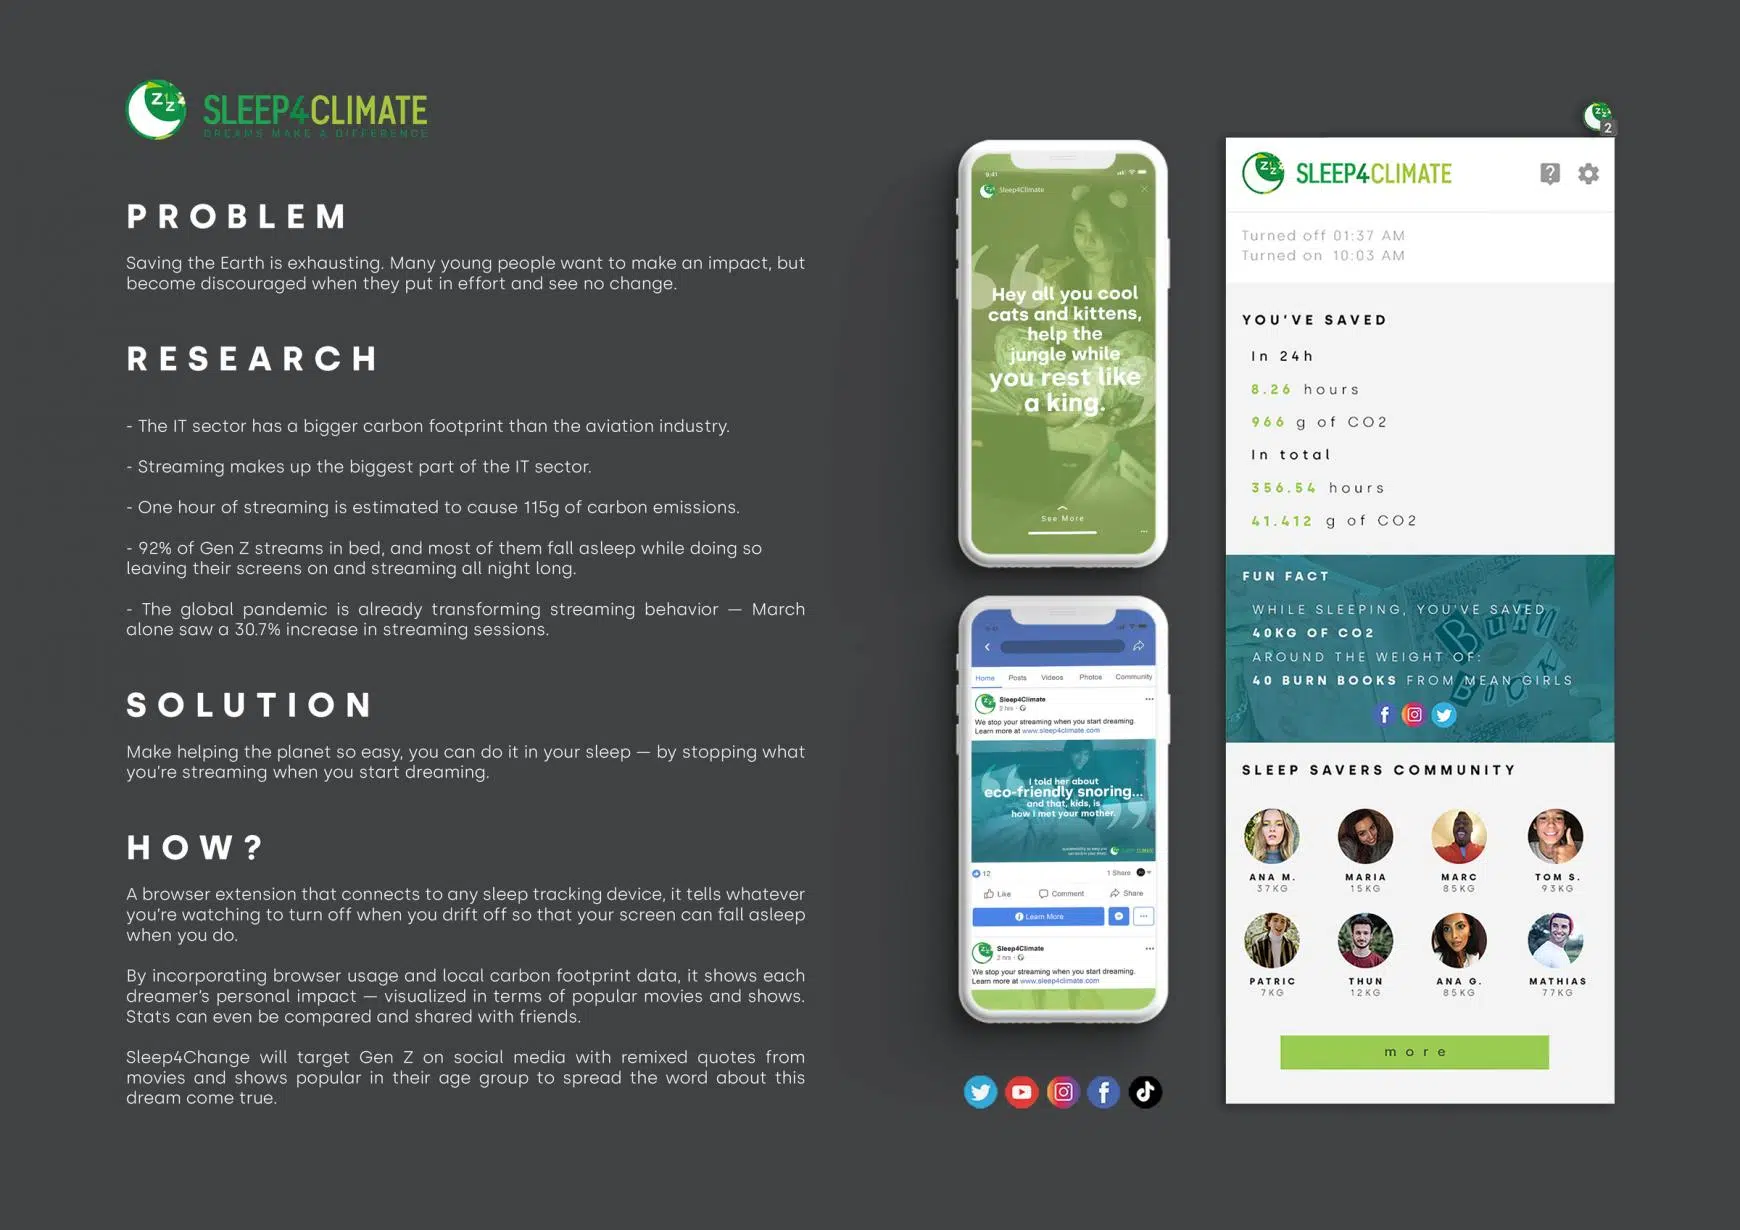 SLEEP4CLIMATE
DREAMS MAKE A DIFFERENCE
PROBLEM
Saving the Earth is exhausting. Many young people want to make an impact, but
become discouraged when they put in effort and see no change.
RESEARCH
- The IT sector has a bigger carbon footprint than the aviation industry.
- Streaming makes up the biggest part of the IT sector.
- One hour of streaming is estimated to cause 115g of carbon emissions.
- 92% of Gen Z streams in bed, and most of them fall asleep while doing so
leaving their screens on and streaming all night long.
- The global pandemic is already transforming streaming behavior — March
alone saw a 30.7% increase in streaming sessions.
SOLUTION
Make helping the planet so easy, you can do it in your sleep — by stopping what
you're streaming when you start dreaming.
HOW?
A browser extension that connects to any sleep tracking device, it tells whatever
you're watching to turn off when you drift off so that your screen can fall asleep
when you do.
By incorporating browser usage and local carbon footprint data, it shows each
dreamer's personal impact — visualized in terms of popular movies and shows.
Stats can even be compared and shared with friends.
Sleep4Change will target Gen Z on social media with remixed quotes from
movies and shows popular in their age group to spread the word about this
dream come true.
9:41
Sleep4Climate
Hey all you cool
cats and kittens,
help the
jungle while
you rest like
a king.
See More
Home Posts Videos Photos Community
Sleep4Climate
2 hrs
We stop your streaming when you start dreaming.
Learn more at www.sleep4climate.com
I told her about
eco-friendly snoring...
and that, kids, is
how I met your mother.
SLEEP4CLIMATE
12 1 Share
Like Comment Share
Learn More
Sleep4Climate
2 hrs
We stop your streaming when you start dreaming.
Learn more at www.sleep4climate.com
2
SLEEP4CLIMATE
Turned off 01:37 AM
Turned on 10:03 AM
YOU'VE SAVED
In 24h
8.26 hours
966 g of CO2
In total
356.54 hours
41.412 g of CO2
FUN FACT
WHILE SLEEPING, YOU'VE SAVED
40KG OF CO2
AROUND THE WEIGHT OF:
40 BURN BOOKS FROM MEAN GIRLS
BURN
BOOK
SLEEP SAVERS COMMUNITY
ANA M. MARIA MARC TOM S.
37KG 15KG 85KG 93KG
PATRIC THUN ANA G. MATHIAS
7KG 12KG 85KG 77KG
more